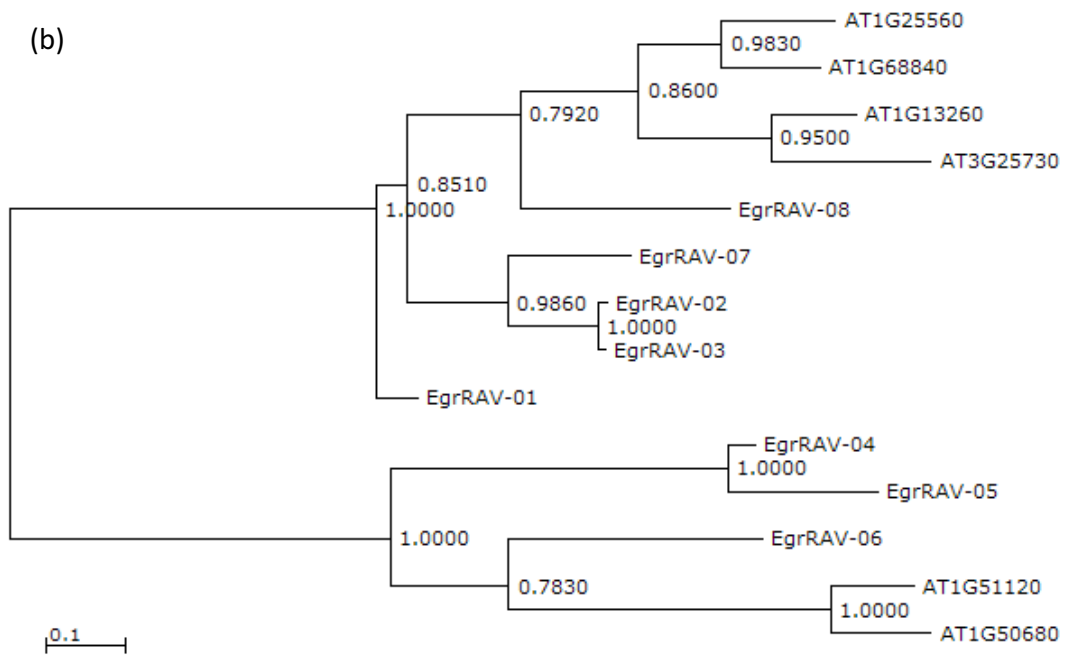 (b)
AT1G25560
0.9830
AT1G68840
0.8600
AT1G13260
0.7920
0.9500
AT3G25730
0.8510
1.0000
EgrRAV-08
EgrRAV-07
0.9860
EgrRAV-02
1.0000
EgrRAV-03
EgrRAV-01
EgrRAV-04
1.0000
EgrRAV-05
1.0000
EgrRAV-06
0.7830
AT1G51120
1.0000
AT1G50680
0.1